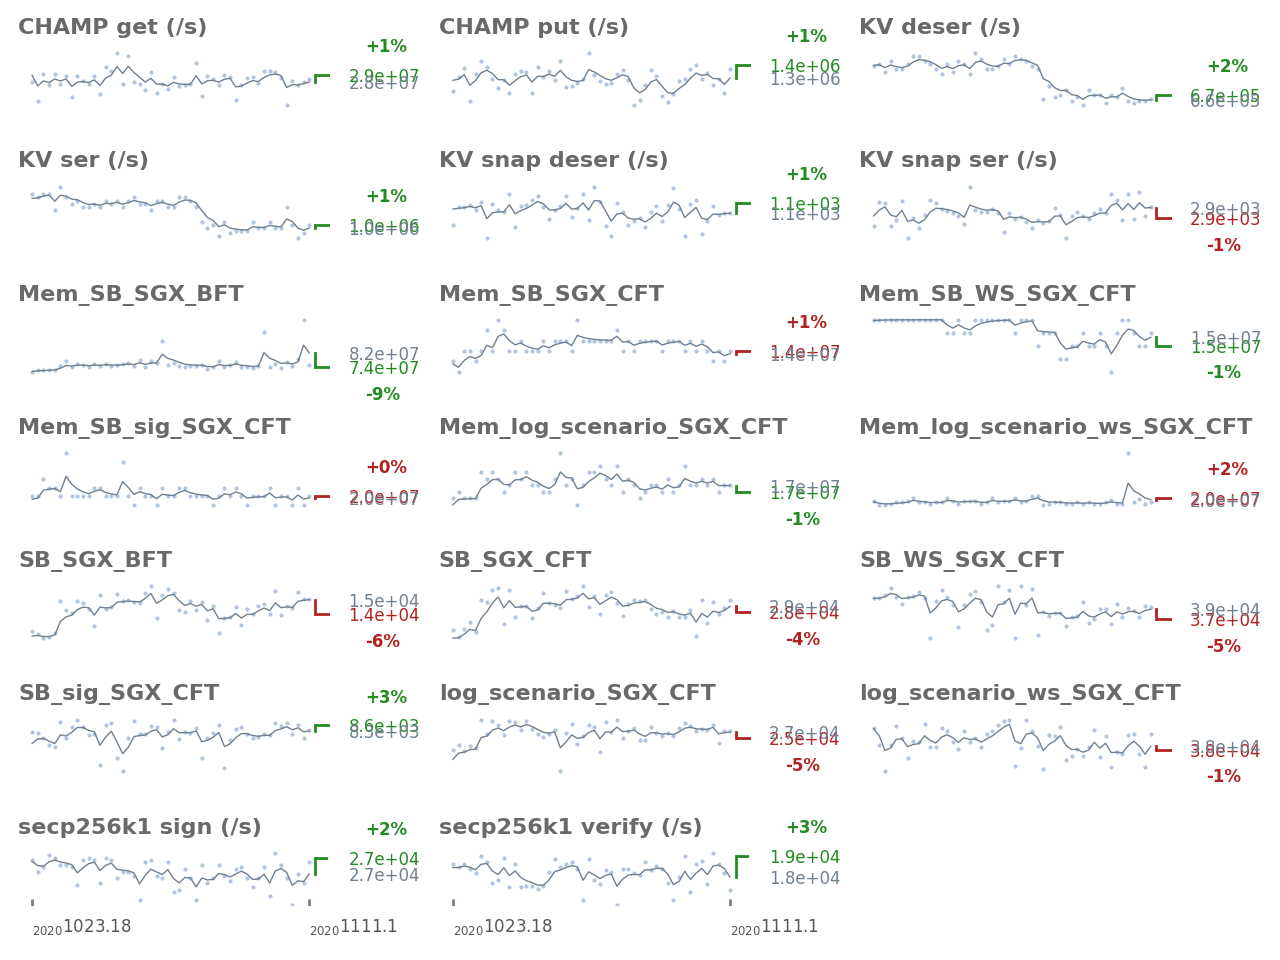 CHAMP get (/s)
+1%
2.9e+07
2.8e+07
CHAMP put (/s)
+1%
1.4e+06
1.3e+06
KV deser (/s)
+2%
6.7e+05
6.6e+05
KV ser (/s)
+1%
1.0e+06
1.0e+06
KV snap deser (/s)
+1%
1.1e+03
1.1e+03
KV snap ser (/s)
2.9e+03
2.9e+03
-1%
Mem_SB_SGX_BFT
8.2e+07
7.4e+07
-9%
Mem_SB_SGX_CFT
+1%
1.4e+07
1.4e+07
Mem_SB_WS_SGX_CFT
1.5e+07
1.5e+07
-1%
Mem_SB_sig_SGX_CFT
+0%
2.0e+07
2.0e+07
Mem_log_scenario_SGX_CFT
1.7e+07
1.7e+07
-1%
Mem_log_scenario_ws_SGX_CFT
+2%
2.0e+07
2.0e+07
SB_SGX_BFT
1.5e+04
1.4e+04
-6%
SB_SGX_CFT
2.9e+04
2.8e+04
-4%
SB_WS_SGX_CFT
3.9e+04
3.7e+04
-5%
SB_sig_SGX_CFT
+3%
8.6e+03
8.3e+03
log_scenario_SGX_CFT
2.7e+04
2.5e+04
-5%
log_scenario_ws_SGX_CFT
3.8e+04
3.8e+04
-1%
secp256k1 sign (/s)
+2%
2.7e+04
2.7e+04
20201023.18
20201111.1
secp256k1 verify (/s)
+3%
1.9e+04
1.8e+04
20201023.18
20201111.1